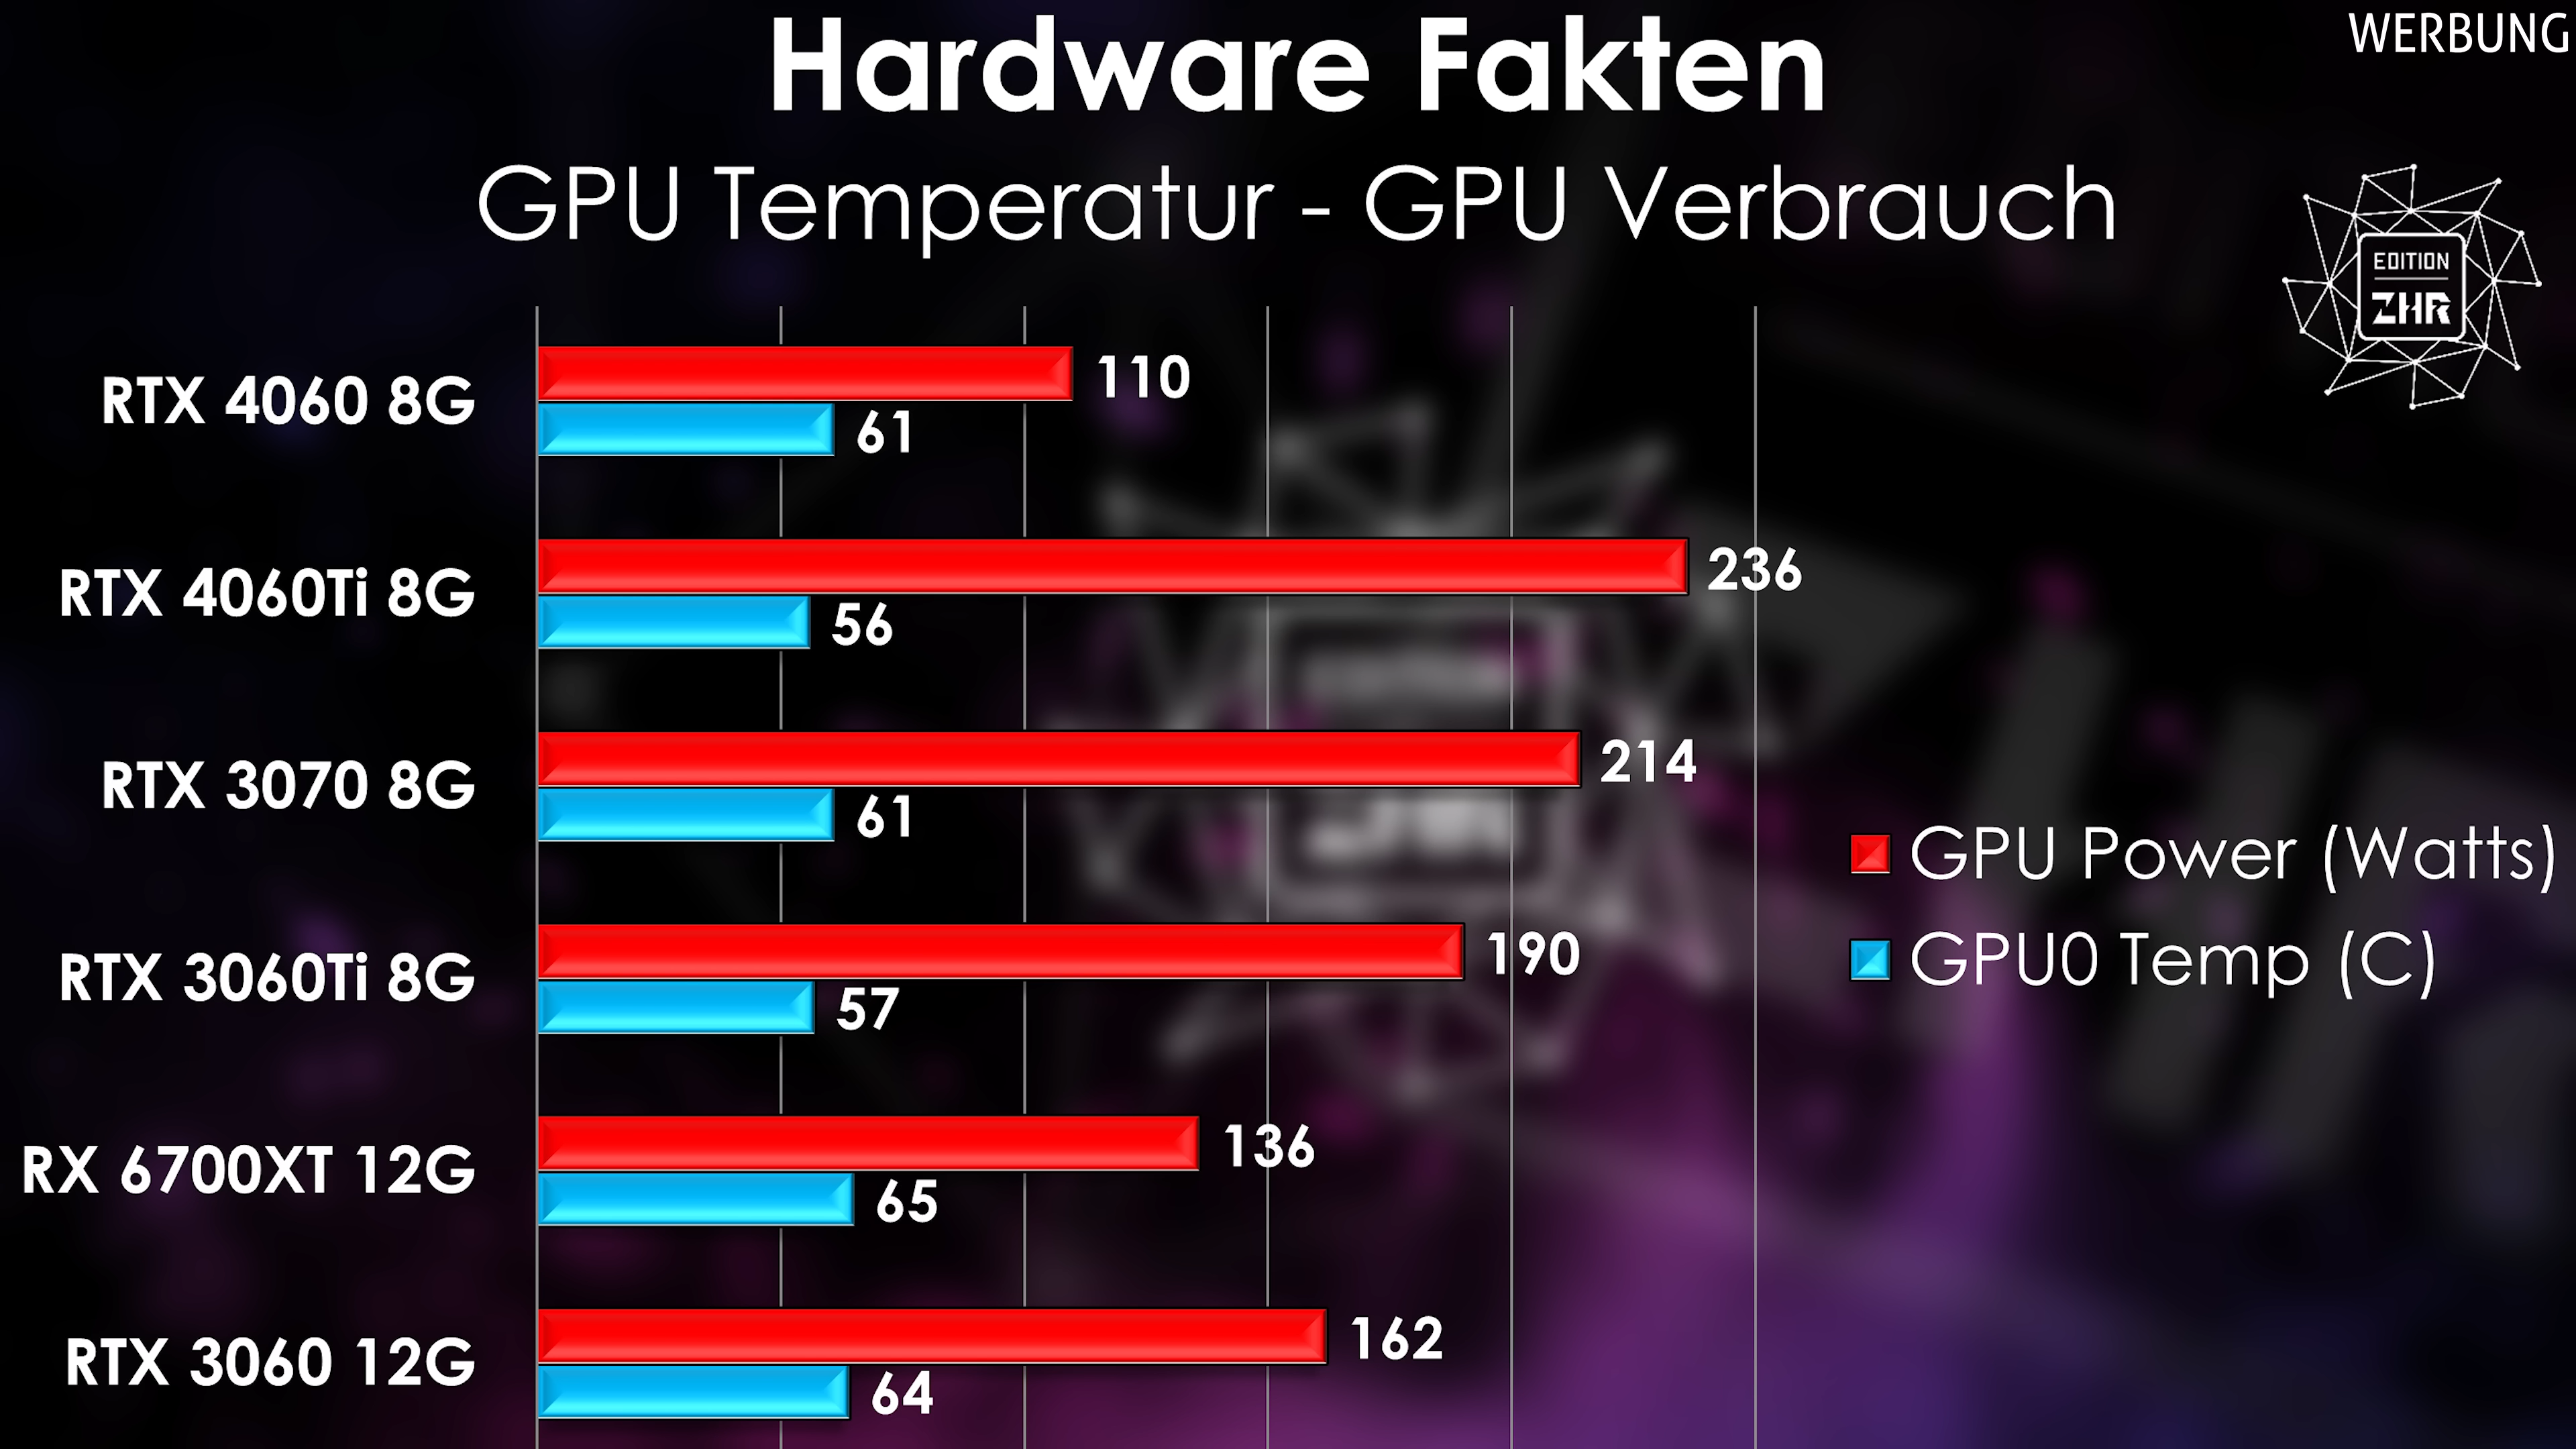 WERBUNG
Hardware Fakten
GPU Temperatur - GPU Verbrauch
EDITION
ZHR
RTX 4060 8G
110
61
RTX 4060Ti 8G
236
56
RTX 3070 8G
214
61
RTX 3060Ti 8G
190
57
RX 6700XT 12G
136
65
RTX 3060 12G
162
64
GPU Power (Watts)
GPU0 Temp (C)